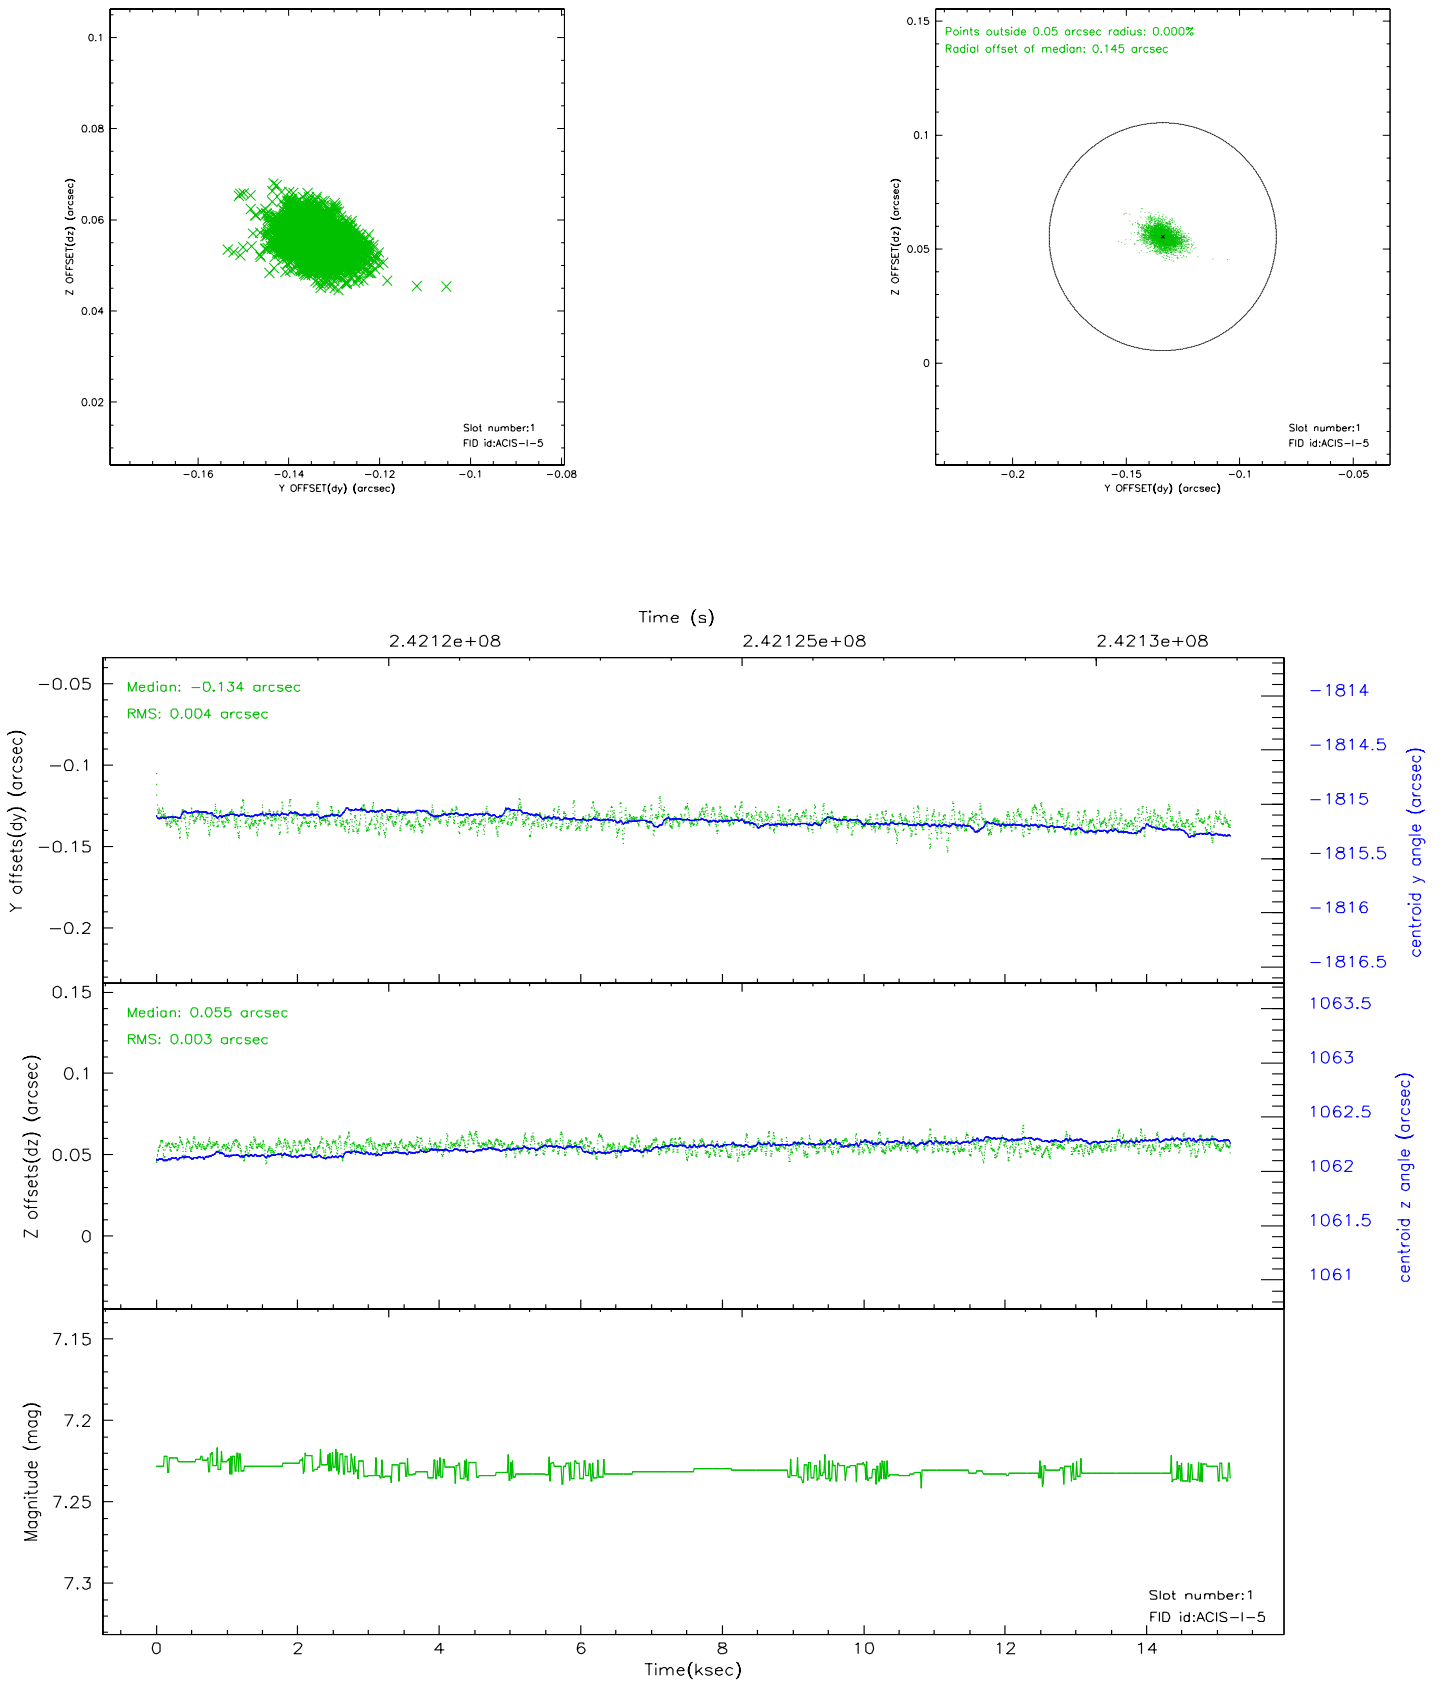 0.1
0.08
0.06
0.04
0.02
Z OFFSET(dz) (arcsec)
Slot number:1
FID id:ACIS-I-5
-0.16
-0.14
-0.12
-0.1
-0.08
Y OFFSET(dy) (arcsec)
Points outside 0.05 arcsec radius: 0.000%
Radial offset of median: 0.145 arcsec
0.15
0.1
0.05
0
Z OFFSET(dz) (arcsec)
Slot number:1
FID id:ACIS-I-5
-0.2
-0.15
-0.1
-0.05
Y OFFSET(dy) (arcsec)
Time (s)
2.4212e+08
2.42125e+08
2.4213e+08
Median: -0.134 arcsec
RMS: 0.004 arcsec
-0.05
-0.1
-0.15
-0.2
Y offsets(dy) (arcsec)
-1814
-1814.5
-1815
-1815.5
-1816
-1816.5
centroid y angle (arcsec)
Median: 0.055 arcsec
RMS: 0.003 arcsec
0.15
0.1
0.05
0
Z offsets(dz) (arcsec)
1063.5
1063
1062.5
1062
1061.5
1061
centroid z angle (arcsec)
7.15
7.2
7.25
7.3
Magnitude (mag)
Slot number:1
FID id:ACIS-I-5
0
2
4
6
8
10
12
14
Time(ksec)